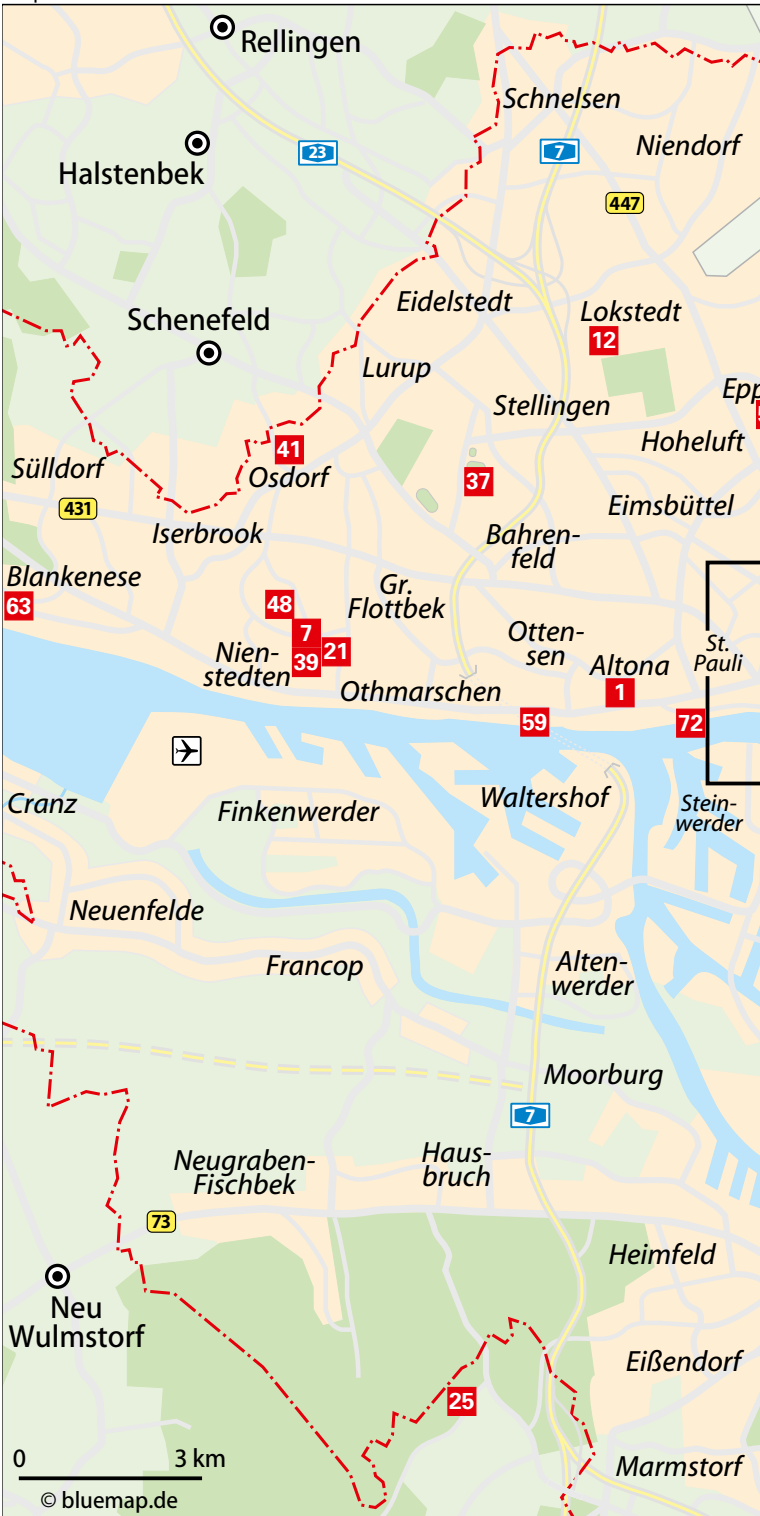 Rellingen
Schnelsen
Niendorf
Halstenbek
23
7
447
Eidelstedt
Lokstedt
12
Schenefeld
Lurup
Stellingen
Epp
Hoheluft
41
Osdorf
Sülldorf
37
431
Iserbrook
Eimsbüttel
Bahren-
feld
Blankenese
63
48
Gr.
Flottbek
7
21
39
Nien-
stedten
Otten-
sen
Altona
1
St.
Pauli
Othmarschen
59
72
Cranz
Finkenwerder
Waltershof
Stein-
werder
Neuenfelde
Francop
Alten-
werder
Moorburg
7
Neugraben-
Fischbek
Haus-
bruch
73
Heimfeld
Neu
Wulmstorf
Eißendorf
25
Marmstorf
0 3 km
© bluemap.de